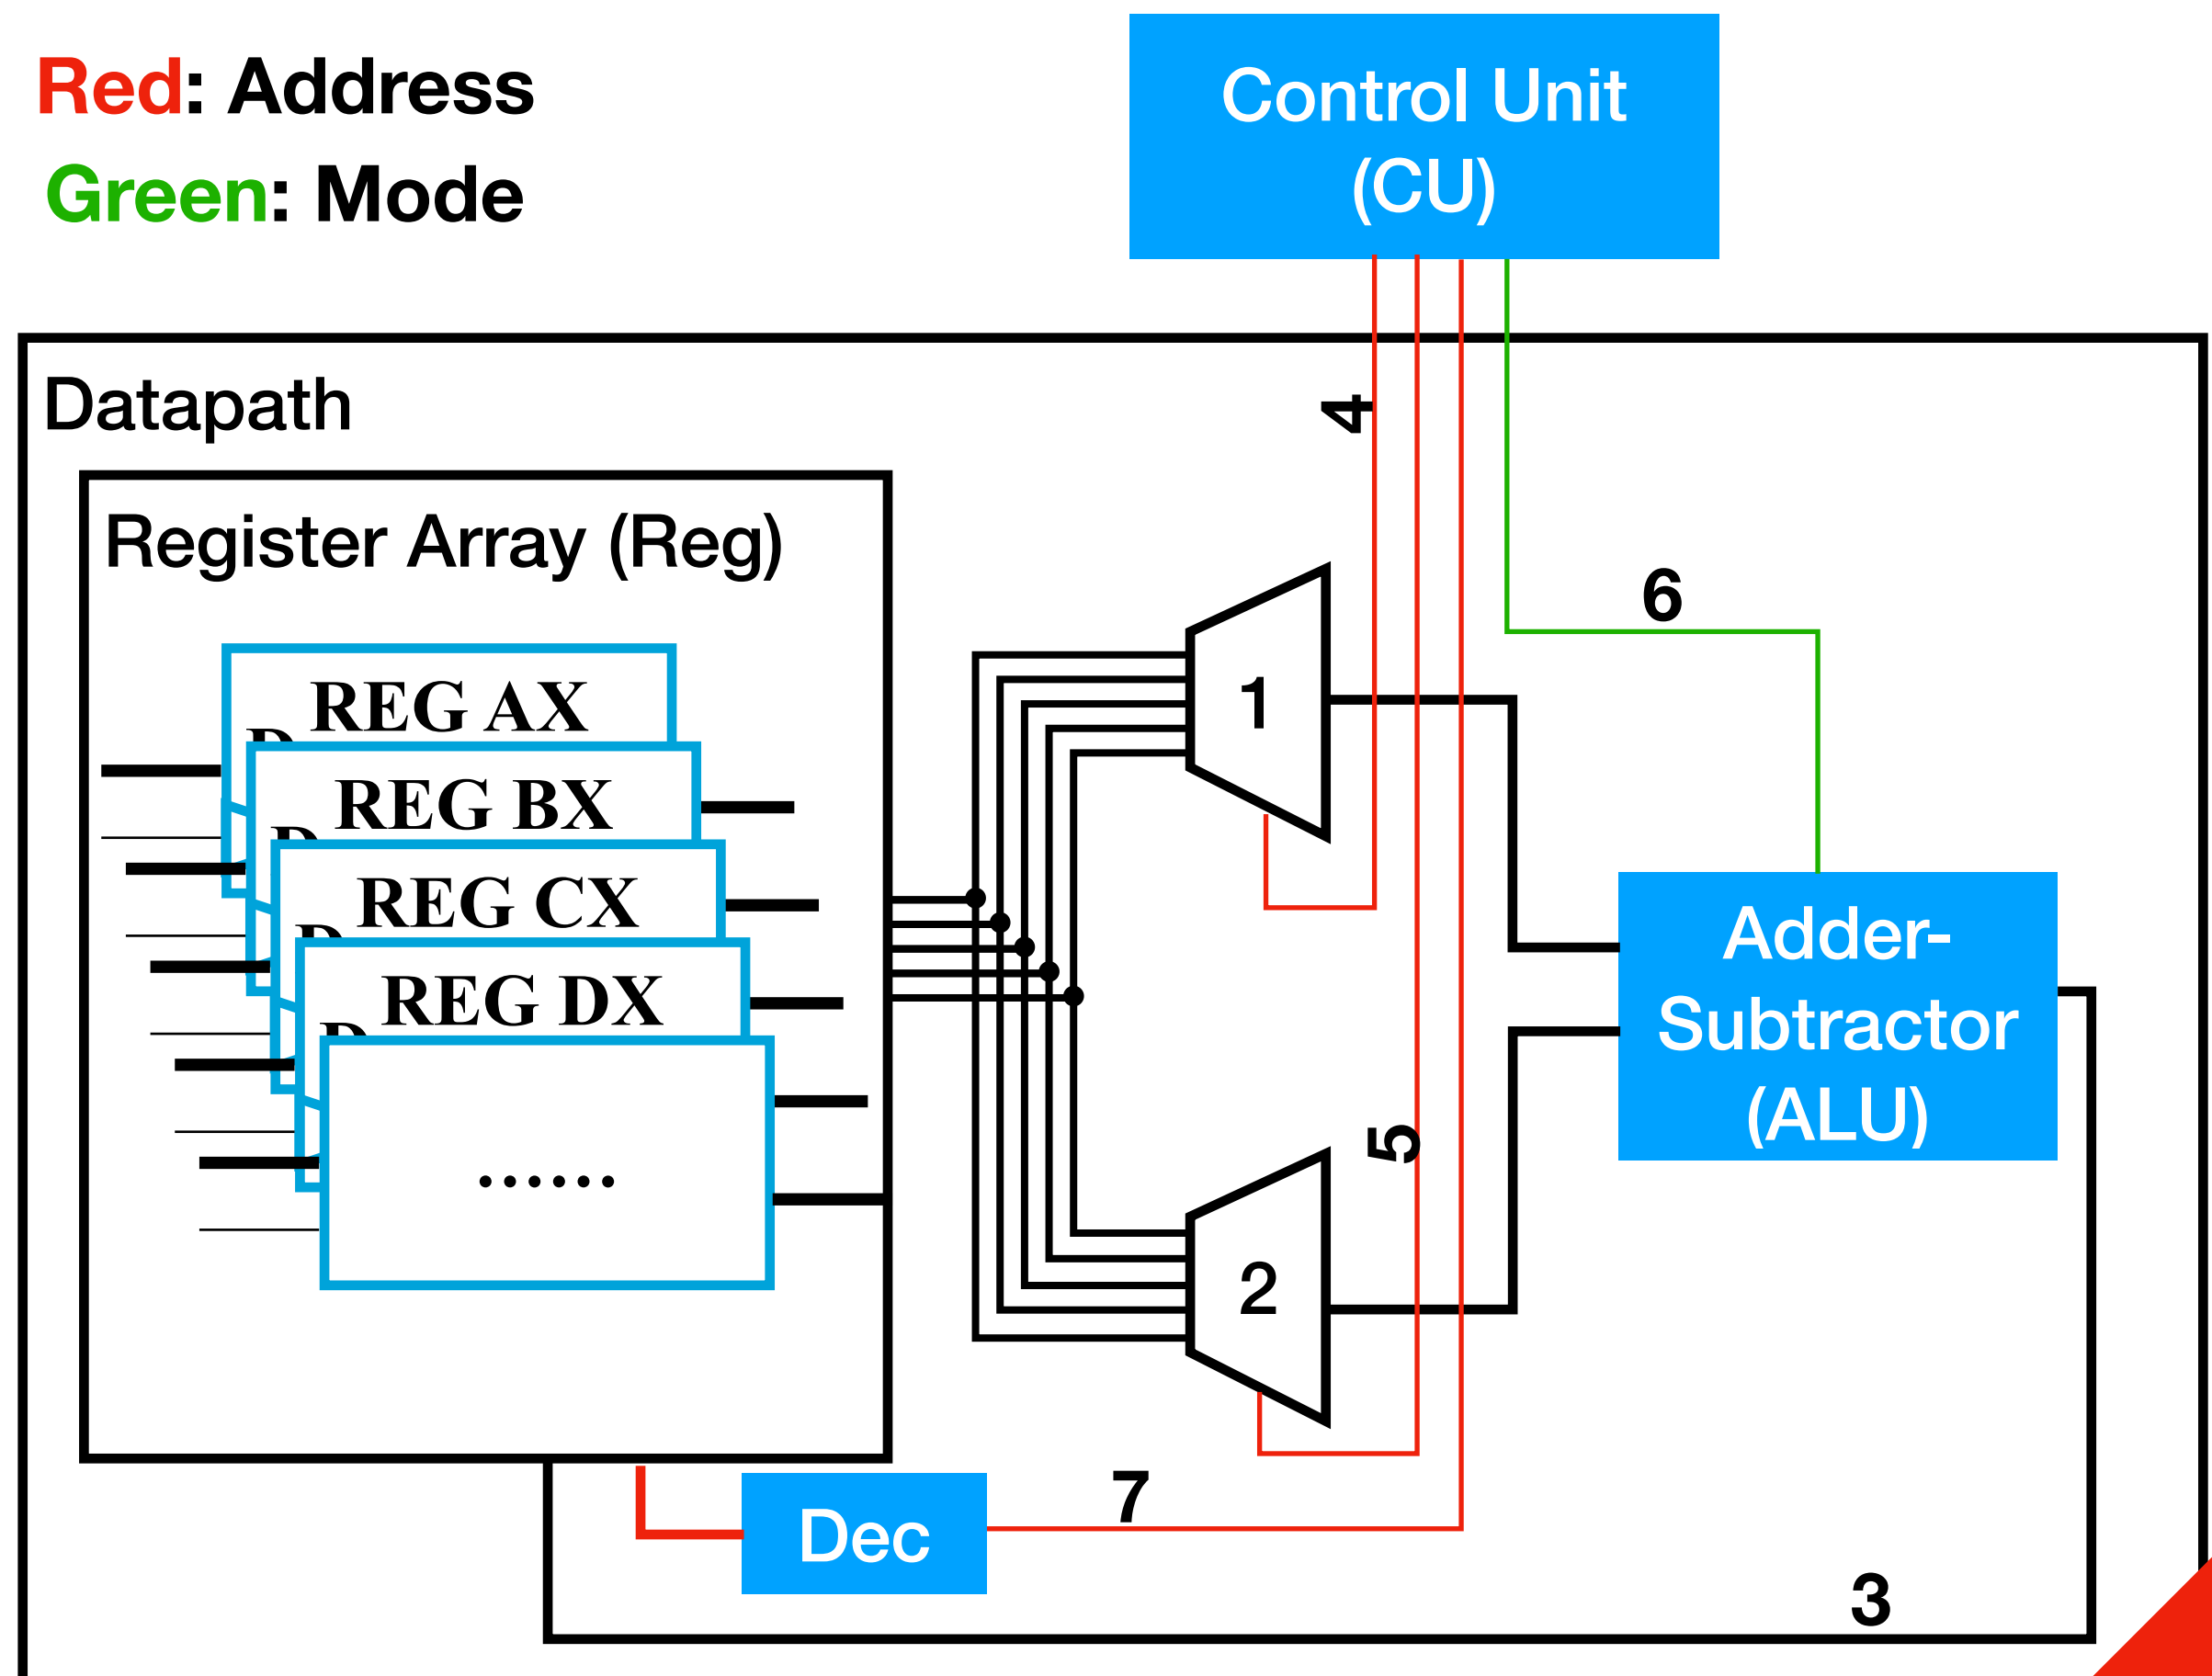 Red: Address
Green: Mode
Control Unit
(CU)
Datapath
Register Array (Reg)
REG AX
D
REG BX
D
REG CX
D
REG DX
D
......
1
2
4
5
6
7
3
Adder-
Subtractor
(ALU)
Dec